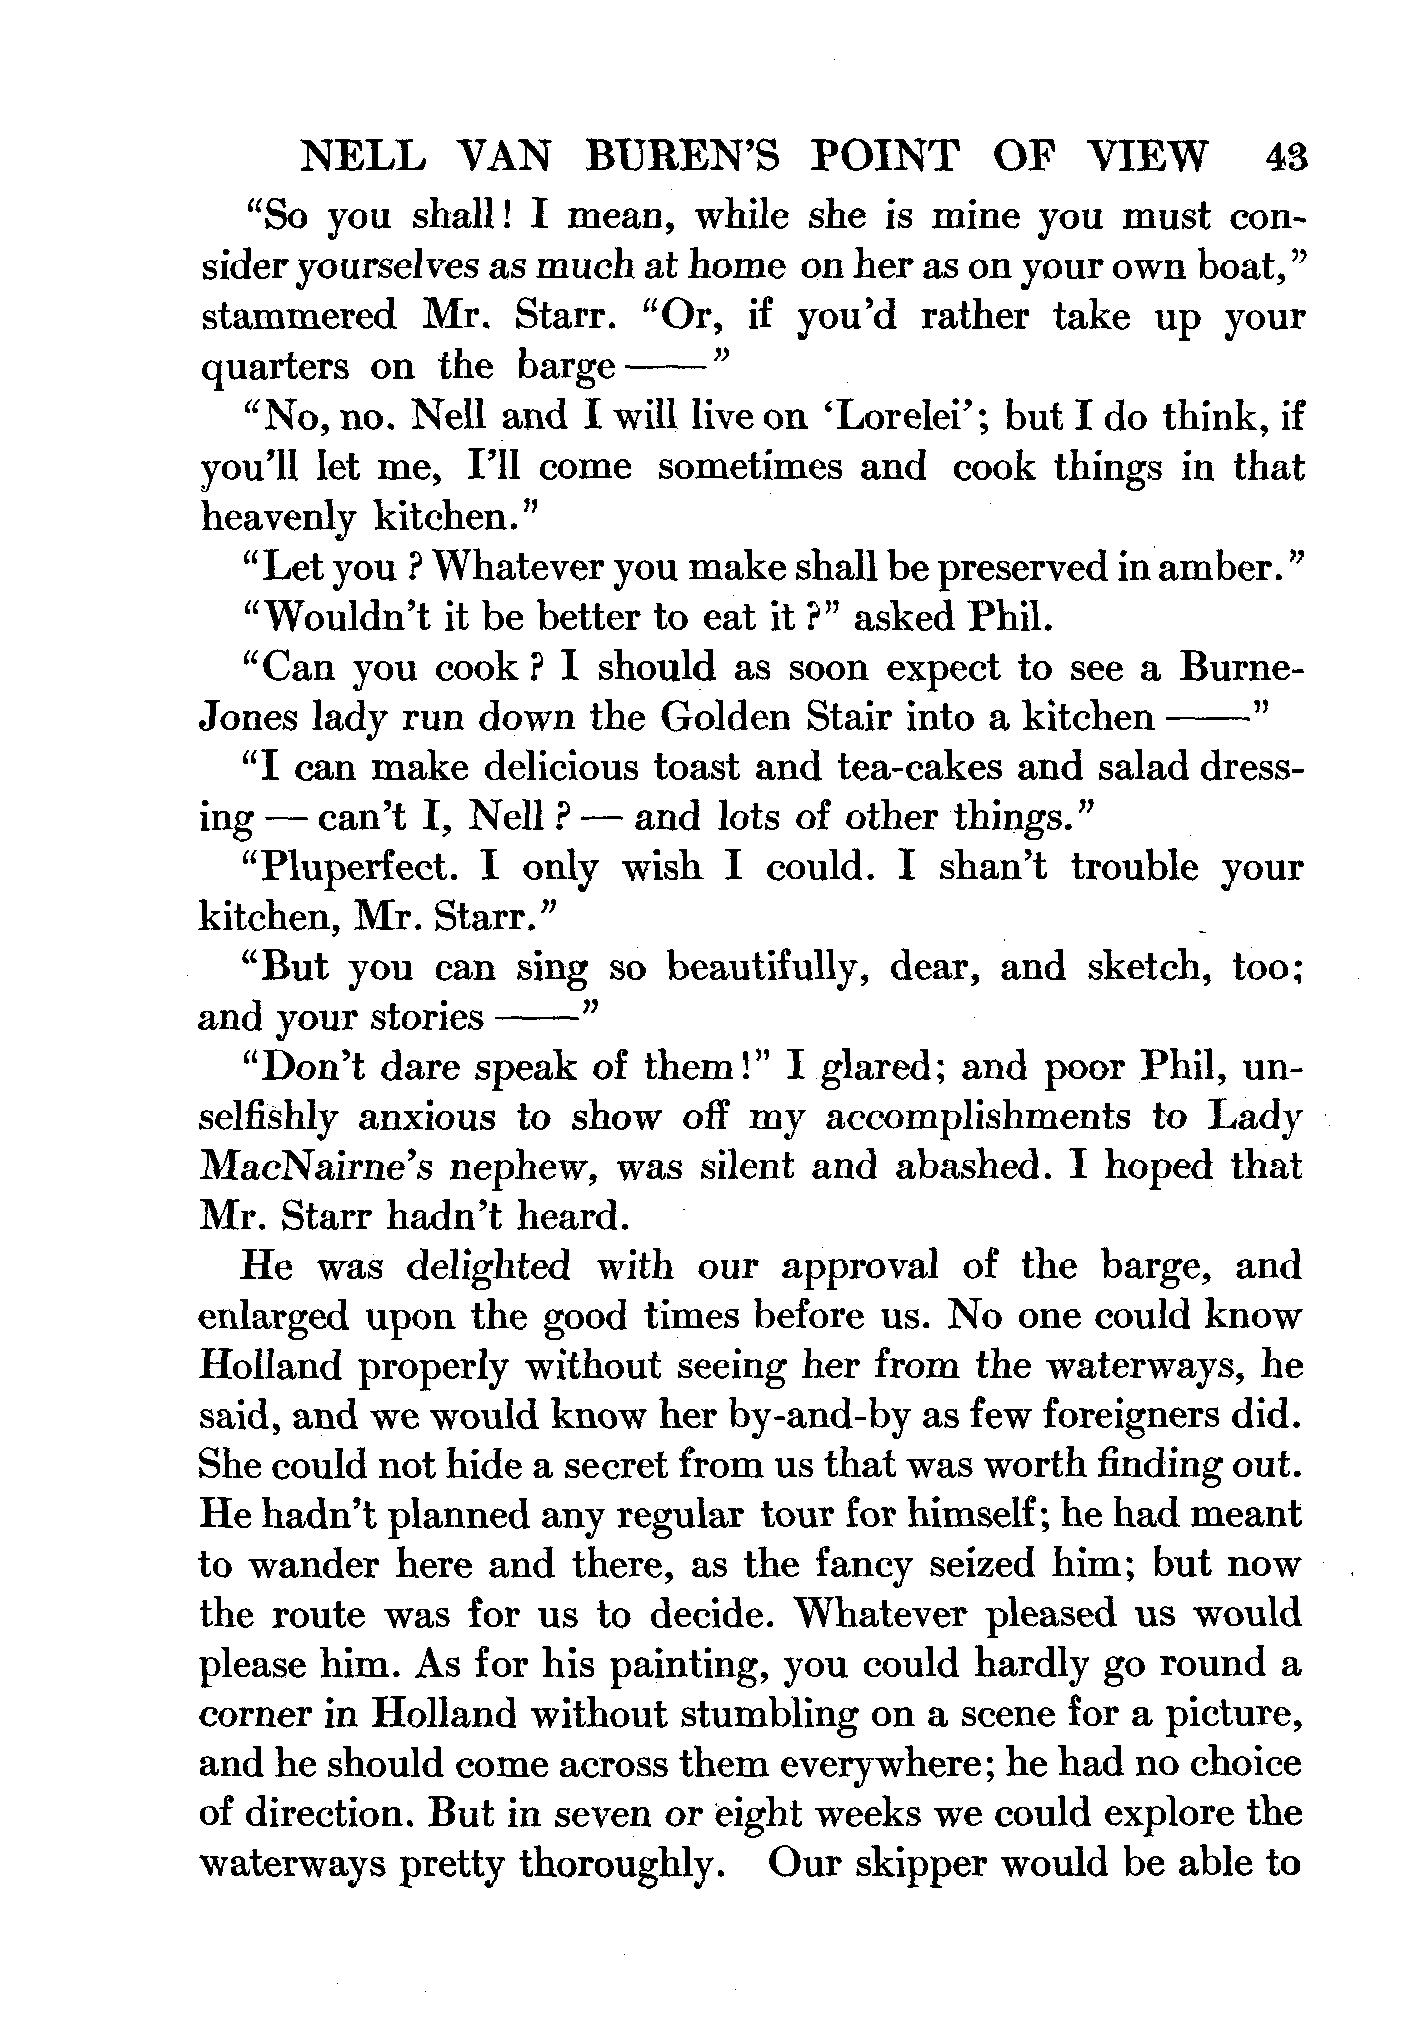 NELL VAN BUREN'S POINT OF VIEW 43
“So you shall! I mean, while she is mine you must con-
sider yourselves as much at home on her as on your own boat,”
stammered Mr. Starr. “Or, if you'd rather take up your
quarters on the barge ——”
“No, no. Nell and I will live on ‘Lorelei’; but I do think, if
you'll let me, I'll come sometimes and cook things in that
heavenly kitchen.”
“Let you? Whatever you make shall be preserved in amber.”
“Wouldn't it be better to eat it?” asked Phil.
“Can you cook? I should as soon expect to see a Burne-
Jones lady run down the Golden Stair into a kitchen ——”
“I can make delicious toast and tea-cakes and salad dress-
ing — can't I, Nell? — and lots of other things.”
“Pluperfect. I only wish I could. I shan't trouble your
kitchen, Mr. Starr.”
“But you can sing so beautifully, dear, and sketch, too;
and your stories ——”
“Don't dare speak of them!” I glared; and poor Phil, un-
selfishly anxious to show off my accomplishments to Lady
MacNairne's nephew, was silent and abashed. I hoped that
Mr. Starr hadn't heard.
He was delighted with our approval of the barge, and
enlarged upon the good times before us. No one could know
Holland properly without seeing her from the waterways, he
said, and we would know her by-and-by as few foreigners did.
She could not hide a secret from us that was worth finding out.
He hadn't planned any regular tour for himself; he had meant
to wander here and there, as the fancy seized him; but now
the route was for us to decide. Whatever pleased us would
please him. As for his painting, you could hardly go round a
corner in Holland without stumbling on a scene for a picture,
and he should come across them everywhere; he had no choice
of direction. But in seven or eight weeks we could explore the
waterways pretty thoroughly. Our skipper would be able to